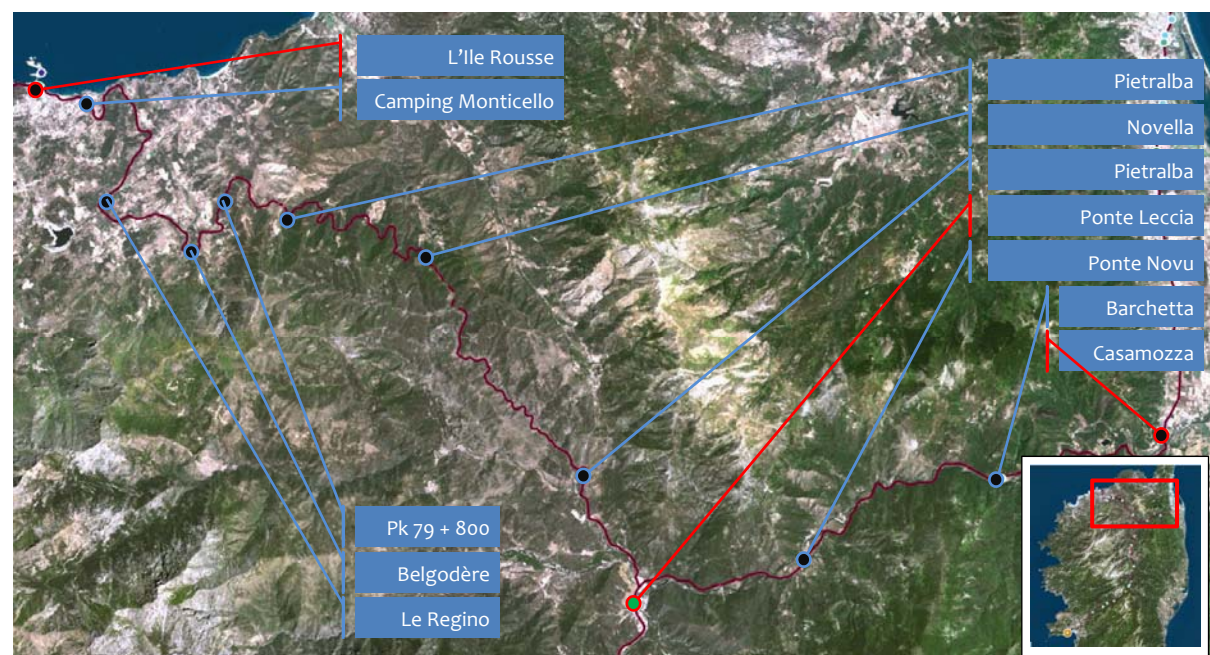 L'Ile Rousse
Camping Monticello
Pietralba
Novella
Pietralba
Ponte Leccia
Ponte Novu
Barchetta
Casamozza
Pk 79 + 800
Belgodère
Le Regino